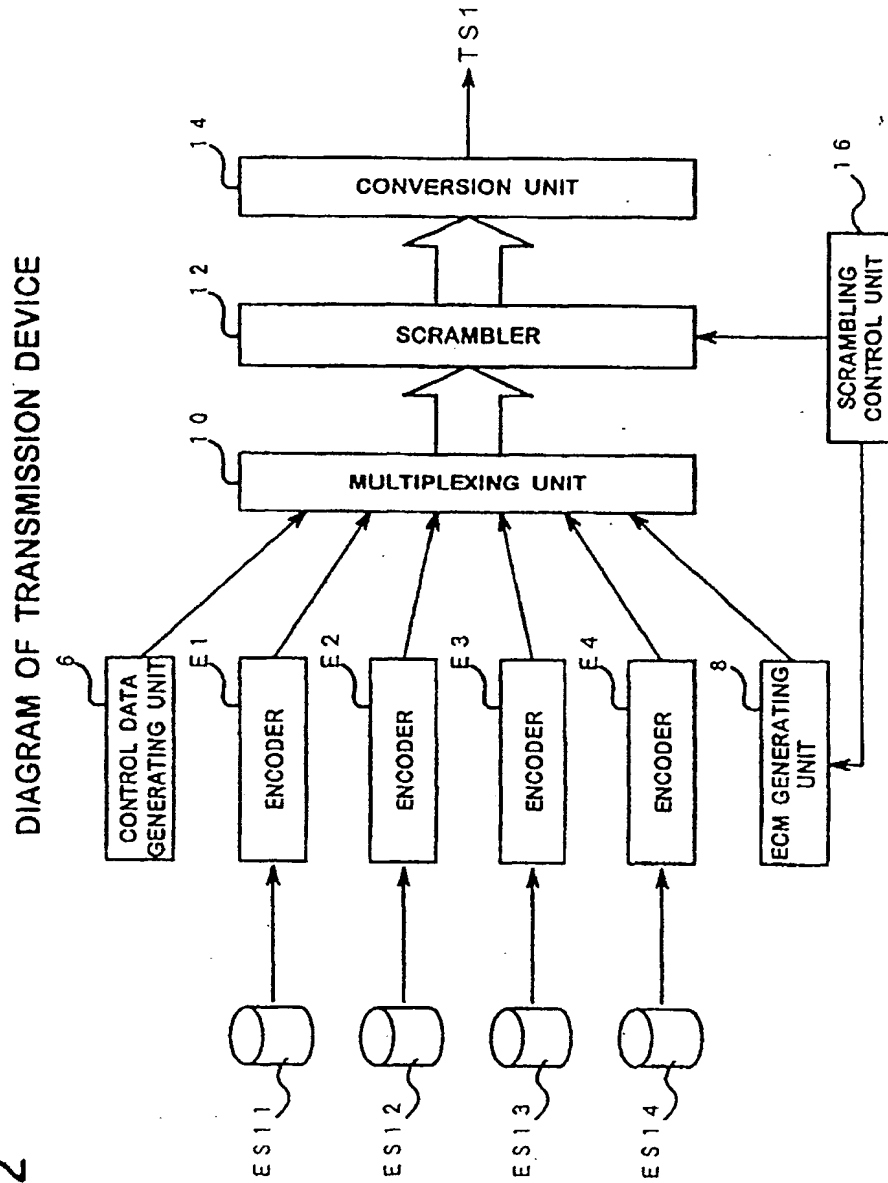 2
DIAGRAM OF TRANSMISSION DEVICE
6
CONTROL DATA
GENERATING UNIT
ES11
E1
ENCODER
ES12
E2
ENCODER
ES13
E3
ENCODER
ES14
E4
ENCODER
8
ECM GENERATING
UNIT
10
MULTIPLEXING UNIT
12
SCRAMBLER
14
CONVERSION UNIT
TS1
16
SCRAMBLING
CONTROL UNIT